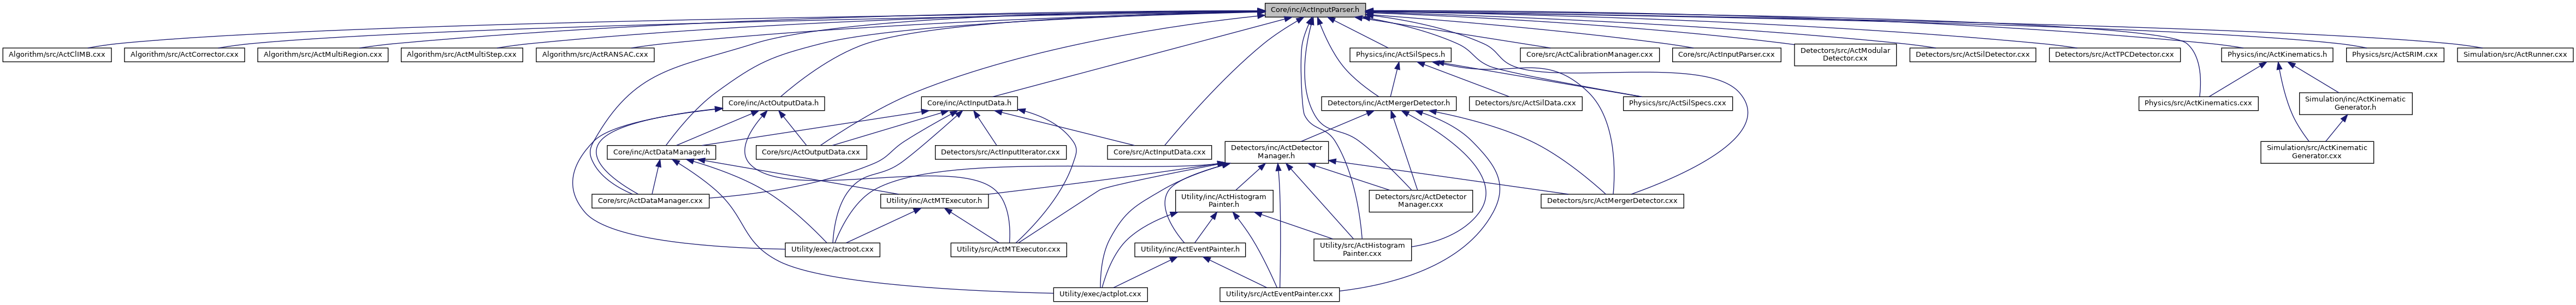 Core/inc/ActInputParser.h
Algorithm/src/ActClIMB.cxx
Algorithm/src/ActCorrector.cxx
Algorithm/src/ActMultiRegion.cxx
Algorithm/src/ActMultiStep.cxx
Algorithm/src/ActRANSAC.cxx
Physics/inc/ActSilSpecs.h
Core/src/ActCalibrationManager.cxx
Core/src/ActInputParser.cxx
Detectors/src/ActModular
Detector.cxx
Detectors/src/ActSilDetector.cxx
Detectors/src/ActTPCDetector.cxx
Physics/inc/ActKinematics.h
Physics/src/ActSRIM.cxx
Simulation/src/ActRunner.cxx
Core/inc/ActOutputData.h
Core/inc/ActInputData.h
Detectors/inc/ActMergerDetector.h
Detectors/src/ActSilData.cxx
Physics/src/ActSilSpecs.cxx
Physics/src/ActKinematics.cxx
Simulation/inc/ActKinematic
Generator.h
Core/inc/ActDataManager.h
Core/src/ActOutputData.cxx
Detectors/src/ActInputIterator.cxx
Core/src/ActInputData.cxx
Detectors/inc/ActDetector
Manager.h
Simulation/src/ActKinematic
Generator.cxx
Core/src/ActDataManager.cxx
Utility/inc/ActMTExecutor.h
Utility/inc/ActHistogram
Painter.h
Detectors/src/ActDetector
Manager.cxx
Detectors/src/ActMergerDetector.cxx
Utility/exec/actroot.cxx
Utility/src/ActMTExecutor.cxx
Utility/inc/ActEventPainter.h
Utility/src/ActHistogram
Painter.cxx
Utility/exec/actplot.cxx
Utility/src/ActEventPainter.cxx